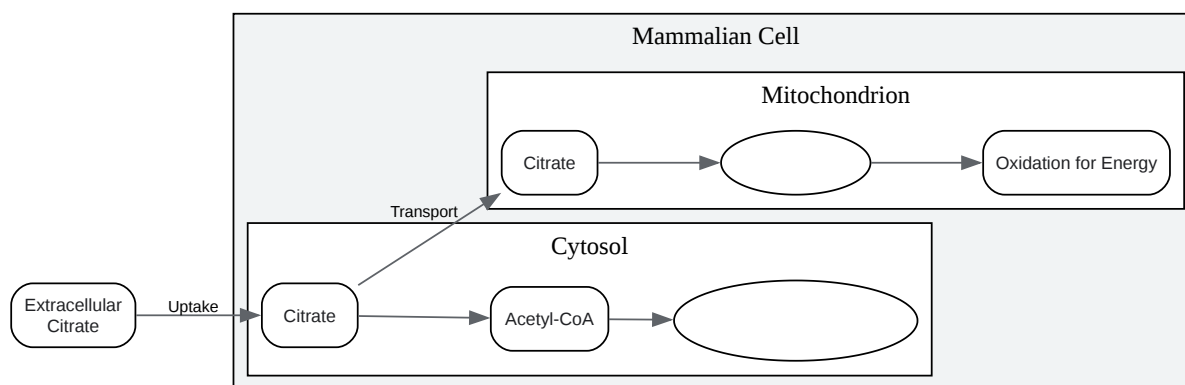 Mammalian Cell
Mitochondrion
Citrate
Oxidation for Energy
Transport
Cytosol
Extracellular
Citrate
Uptake
Citrate
Acetyl-CoA